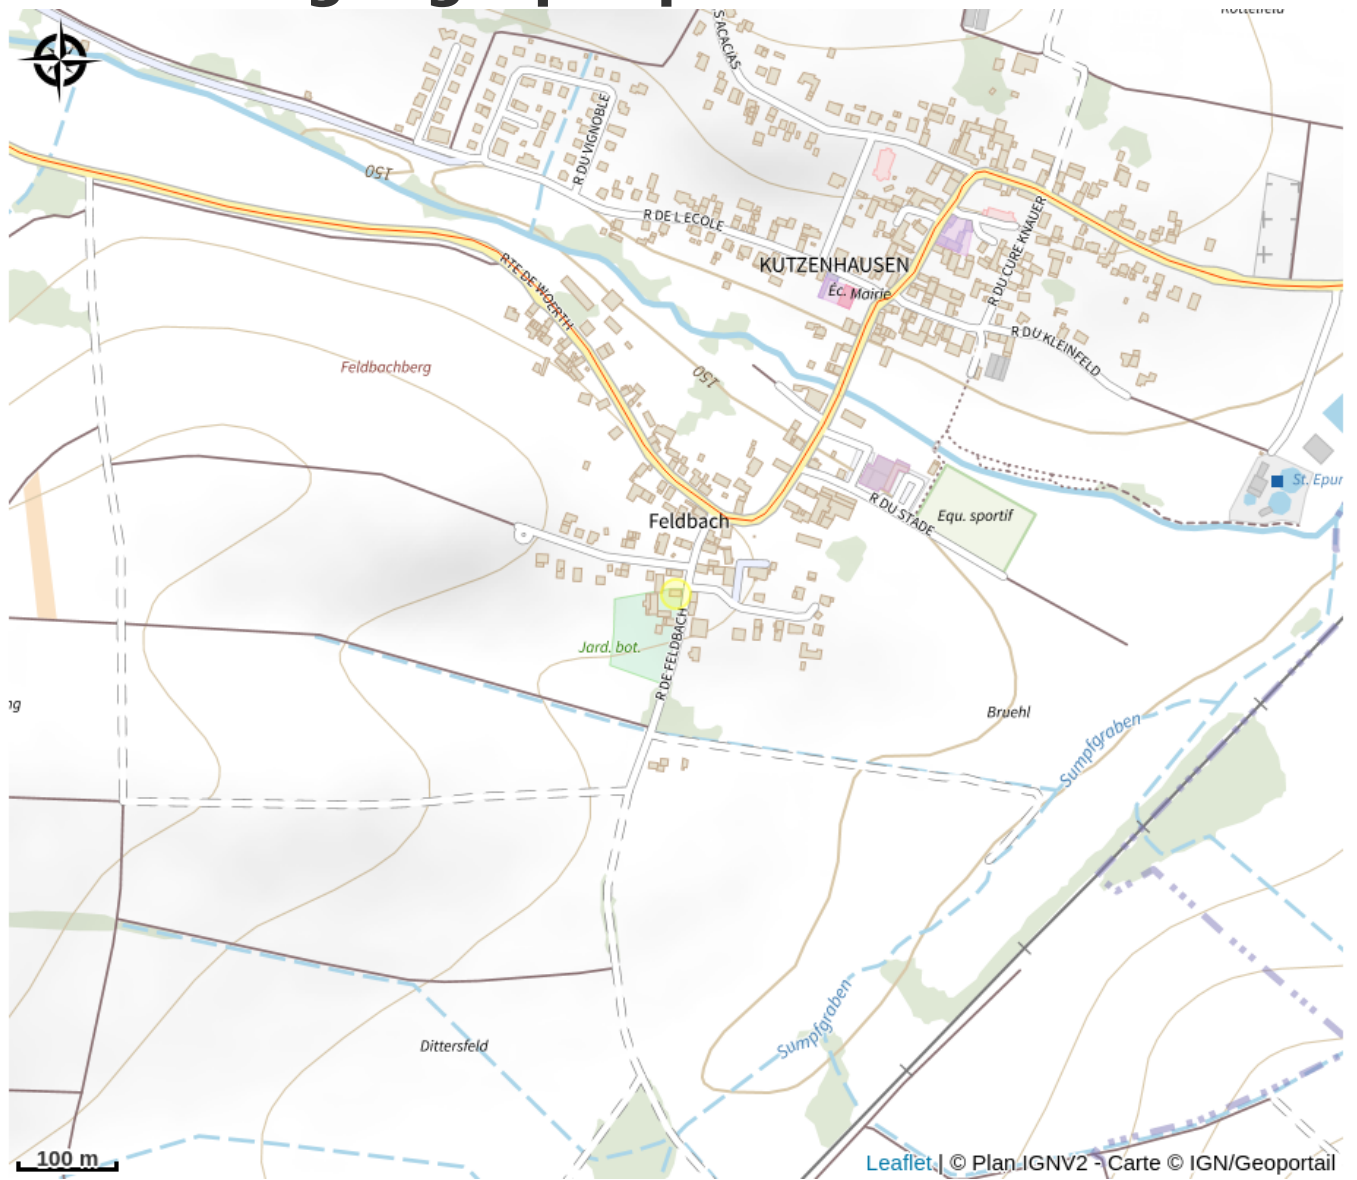 Rottelfeld
S ACACIAS
R DU VIGNOBLE
150
R DE L ECOLE
R DU CURE KNAUER
KUTZENHAUSEN
RTE DE WOERTH
Éc. Mairie
R DU KLEINFELD
Feldbachberg
150
St. Epur
R DU STADE
Equ. sportif
Feldbach
Jard. bot.
R DE FELDBACH
ng
Bruehl
Sumpfgraben
Sumpfgraben
Dittersfeld
100 m
Leaflet | © Plan IGNV2 - Carte © IGN/Geoportail